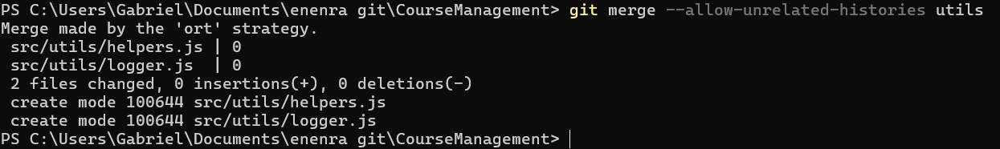 PS C:\Users\Gabriel\Documents\enenra git\CourseManagement> git merge --allow-unrelated-histories utils
Merge made by the 'ort' strategy.
 src/utils/helpers.js | 0
 src/utils/logger.js  | 0
 2 files changed, 0 insertions(+), 0 deletions(-)
 create mode 100644 src/utils/helpers.js
 create mode 100644 src/utils/logger.js
PS C:\Users\Gabriel\Documents\enenra git\CourseManagement>